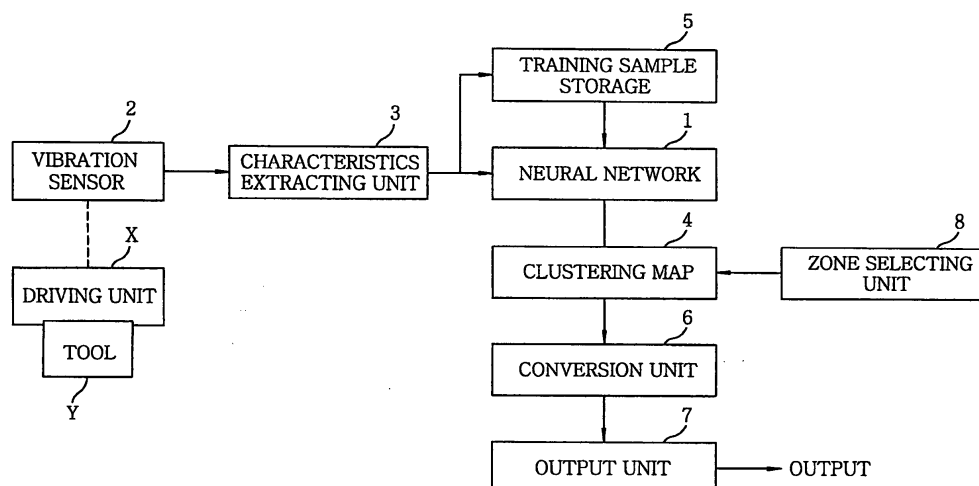 5
TRAINING SAMPLE
STORAGE
2
VIBRATION
SENSOR
3
CHARACTERISTICS
EXTRACTING UNIT
1
NEURAL NETWORK
X
DRIVING UNIT
TOOL
Y
4
CLUSTERING MAP
8
ZONE SELECTING
UNIT
6
CONVERSION UNIT
7
OUTPUT UNIT
OUTPUT